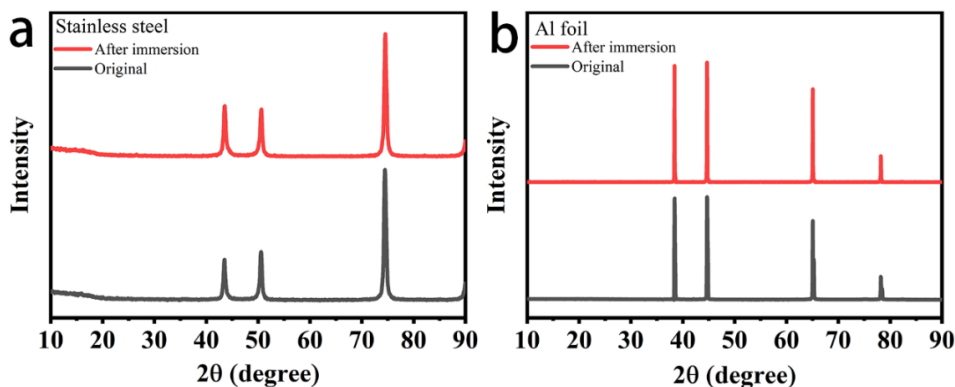 a
Stainless steel
After immersion
Original
Intensity
10 20 30 40 50 60 70 80 90
2θ (degree)
b
Al foil
After immersion
Original
Intensity
10 20 30 40 50 60 70 80 90
2θ (degree)